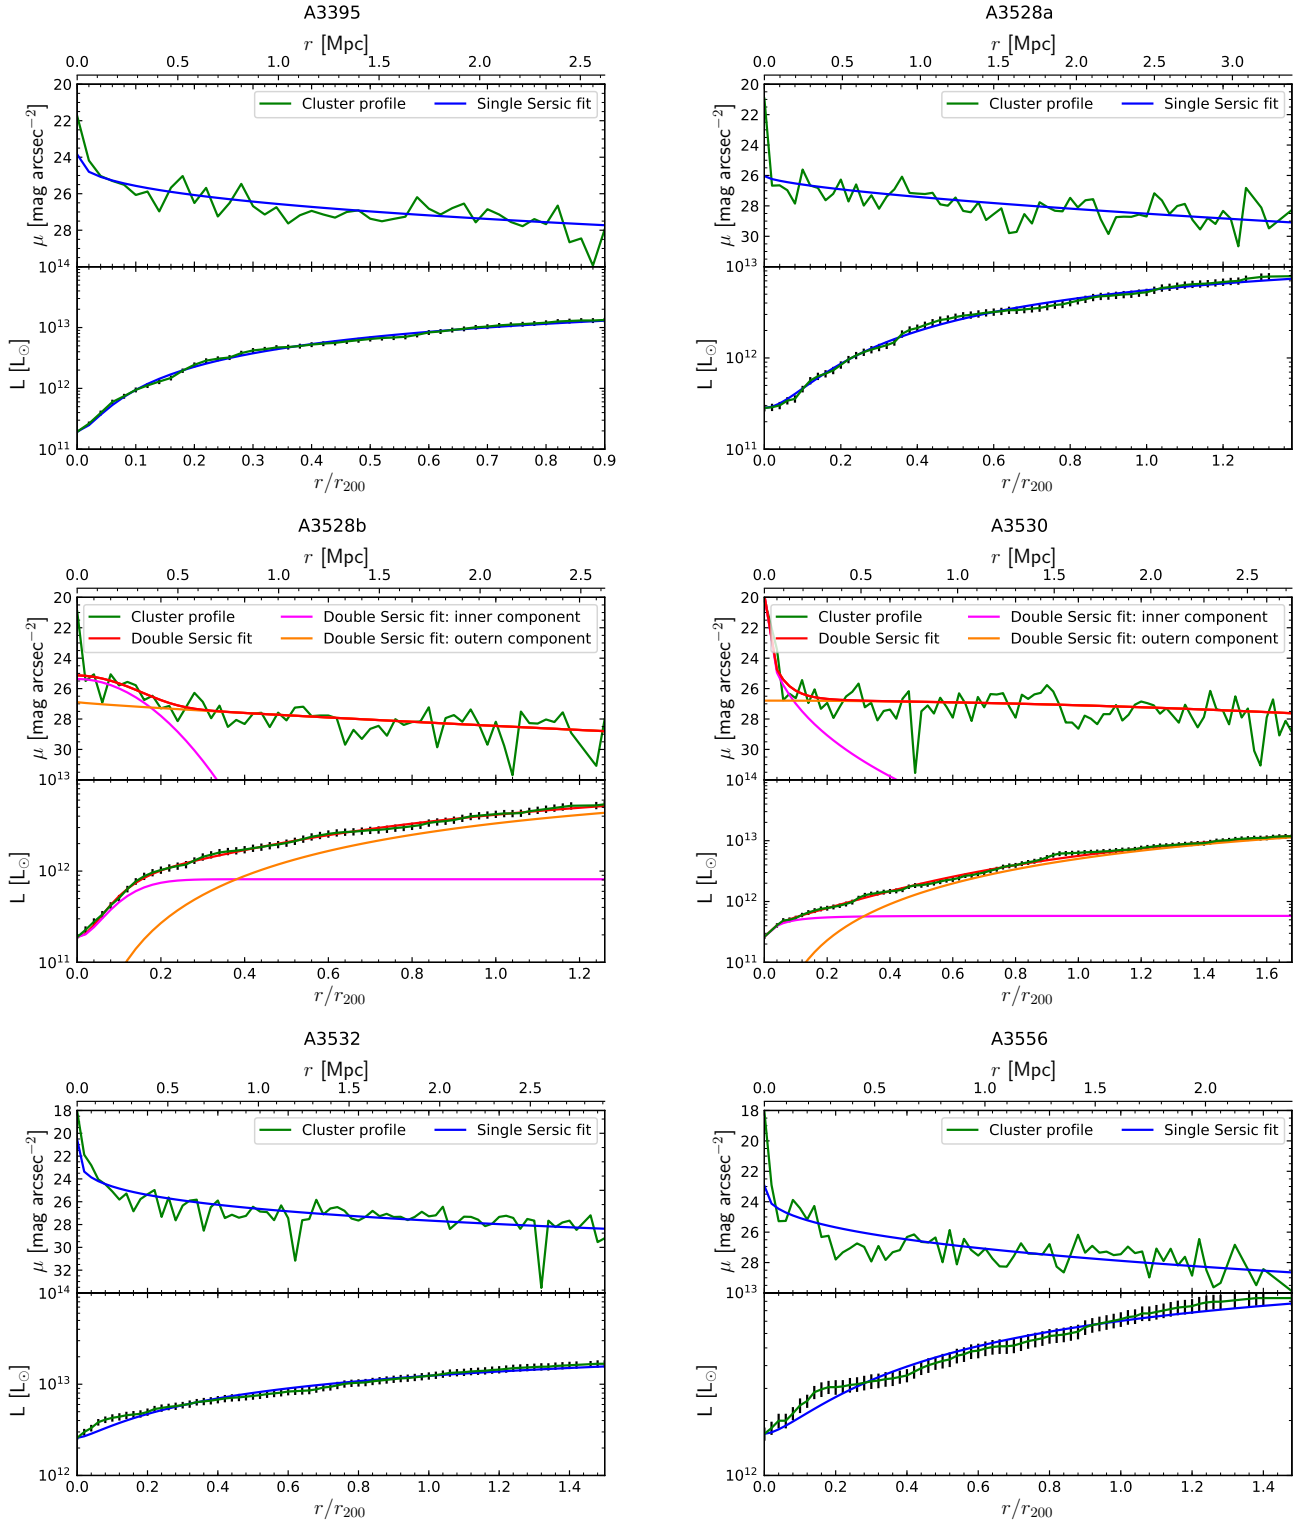 A3395
r [Mpc]
0.0 0.5 1.0 1.5 2.0 2.5
20
22
24
26
28
μ [mag arcsec⁻²]
Cluster profile
Single Sersic fit
10¹⁴
10¹³
10¹²
10¹¹
L [L☉]
0.0 0.1 0.2 0.3 0.4 0.5 0.6 0.7 0.8 0.9
r/r₂₀₀
A3528a
r [Mpc]
0.0 0.5 1.0 1.5 2.0 2.5 3.0
20
22
24
26
28
30
μ [mag arcsec⁻²]
Cluster profile
Single Sersic fit
10¹³
10¹²
10¹¹
L [L☉]
0.0 0.2 0.4 0.6 0.8 1.0 1.2
r/r₂₀₀
A3528b
r [Mpc]
0.0 0.5 1.0 1.5 2.0 2.5
20
22
24
26
28
30
μ [mag arcsec⁻²]
Cluster profile
Double Sersic fit
Double Sersic fit: inner component
Double Sersic fit: outern component
10¹³
10¹²
10¹¹
L [L☉]
0.0 0.2 0.4 0.6 0.8 1.0 1.2
r/r₂₀₀
A3530
r [Mpc]
0.0 0.5 1.0 1.5 2.0 2.5
20
22
24
26
28
30
μ [mag arcsec⁻²]
Cluster profile
Double Sersic fit
Double Sersic fit: inner component
Double Sersic fit: outern component
10¹⁴
10¹³
10¹²
10¹¹
L [L☉]
0.0 0.2 0.4 0.6 0.8 1.0 1.2 1.4 1.6
r/r₂₀₀
A3532
r [Mpc]
0.0 0.5 1.0 1.5 2.0 2.5
18
20
22
24
26
28
30
32
μ [mag arcsec⁻²]
Cluster profile
Single Sersic fit
10¹⁴
10¹³
10¹²
L [L☉]
0.0 0.2 0.4 0.6 0.8 1.0 1.2 1.4
r/r₂₀₀
A3556
r [Mpc]
0.0 0.5 1.0 1.5 2.0
18
20
22
24
26
28
μ [mag arcsec⁻²]
Cluster profile
Single Sersic fit
10¹³
10¹²
L [L☉]
0.0 0.2 0.4 0.6 0.8 1.0 1.2 1.4
r/r₂₀₀